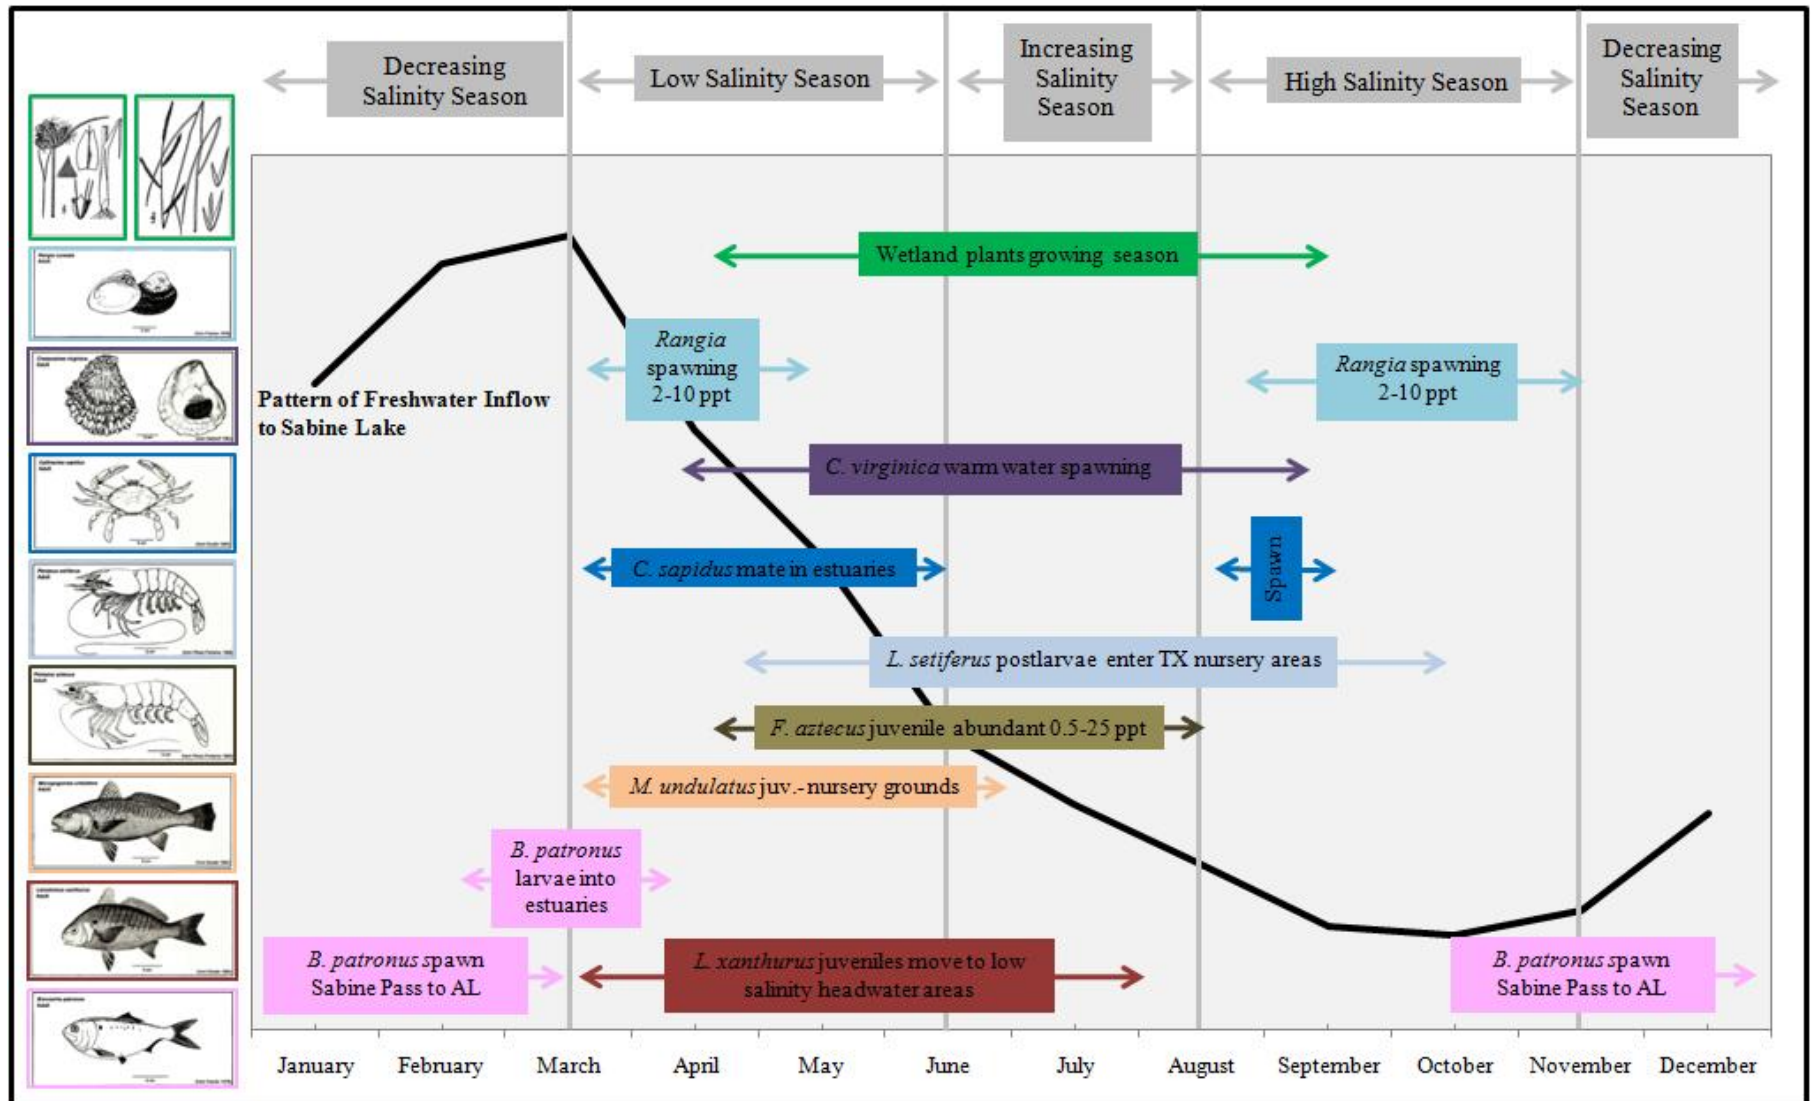 Decreasing
Salinity Season
Low Salinity Season
Increasing
Salinity
Season
High Salinity Season
Decreasing
Salinity
Season
Wetland plants growing season
Rangia
spawning
2-10 ppt
Rangia spawning
2-10 ppt
Pattern of Freshwater Inflow
to Sabine Lake
C. virginica warm water spawning
C. sapidus mate in estuaries
Spawn
L. setiferus postlarvae enter TX nursery areas
F. aztecus juvenile abundant 0.5-25 ppt
M. undulatus juv.- nursery grounds
B. patronus
larvae into
estuaries
B. patronus spawn
Sabine Pass to AL
L. xanthurus juveniles move to low
salinity headwater areas
B. patronus spawn
Sabine Pass to AL
January February March April May June July August September October November December